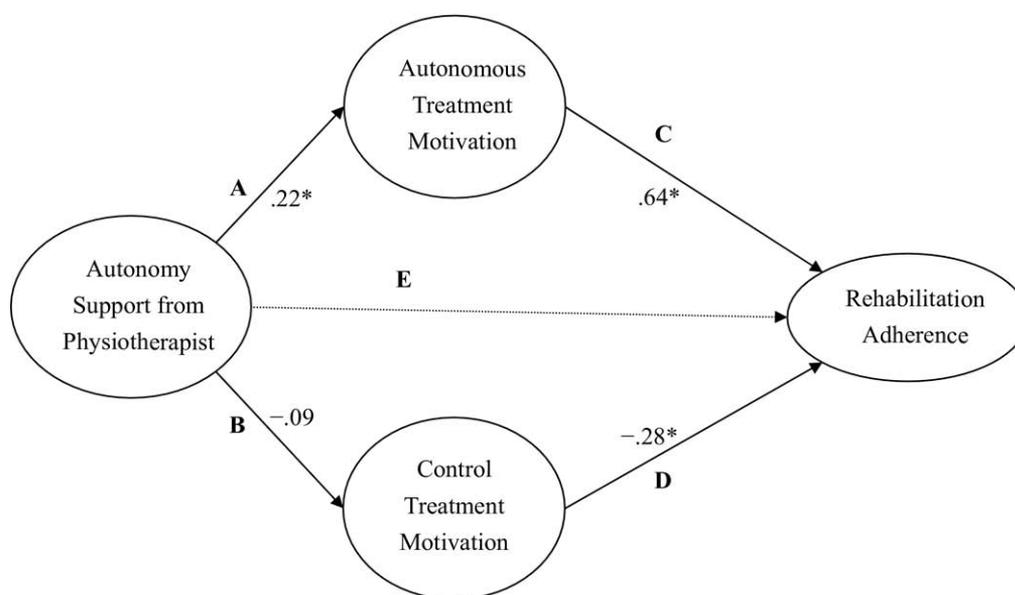 Autonomous
Treatment
Motivation
C
A
.22*
.64*
Autonomy
Support from
Physiotherapist
E
Rehabilitation
Adherence
B
−.09
−.28*
D
Control
Treatment
Motivation